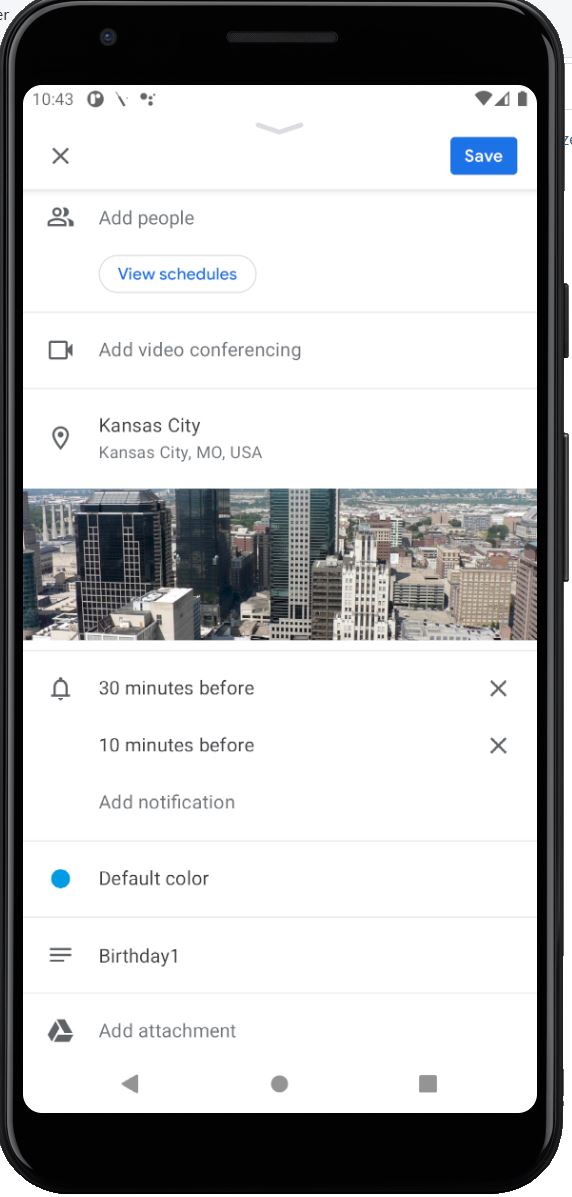 er
10:43
Save
Add people
View schedules
Add video conferencing
Kansas City
Kansas City, MO, USA
30 minutes before
10 minutes before
Add notification
Default color
Birthday1
Add attachment